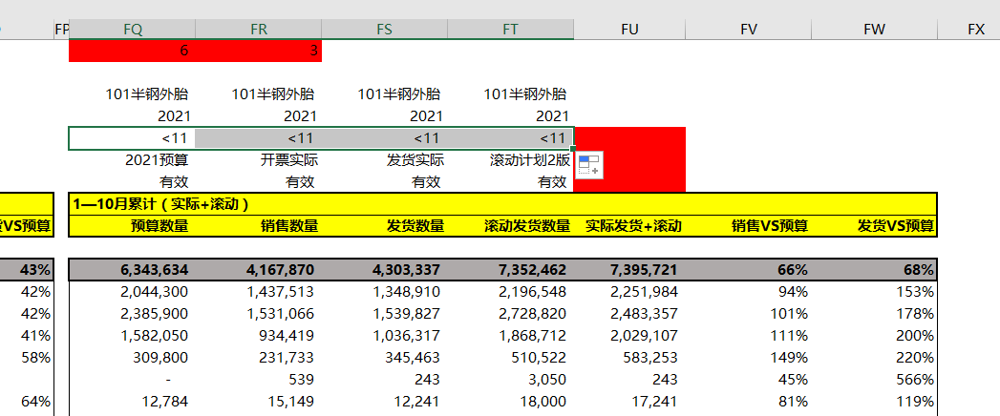 FP FQ FR FS FT FU FV FW FX
6 3
101半钢外胎 101半钢外胎 101半钢外胎 101半钢外胎
2021 2021 2021 2021
<11 <11 <11 <11
2021预算 开票实际 发货实际 滚动计划2版
有效 有效 有效 有效
1—10月累计（实际+滚动）
VS预算 预算数量 销售数量 发货数量 滚动发货数量 实际发货+滚动 销售VS预算 发货VS预算
43% 6,343,634 4,167,870 4,303,337 7,352,462 7,395,721 66% 68%
42% 2,044,300 1,437,513 1,348,910 2,196,548 2,251,984 94% 153%
42% 2,385,900 1,531,066 1,539,827 2,728,820 2,483,357 101% 178%
41% 1,582,050 934,419 1,036,317 1,868,712 2,029,107 111% 200%
58% 309,800 231,733 345,463 510,522 583,253 149% 220%
- 539 243 3,050 243 45% 566%
64% 12,784 15,149 12,241 18,000 17,241 81% 119%